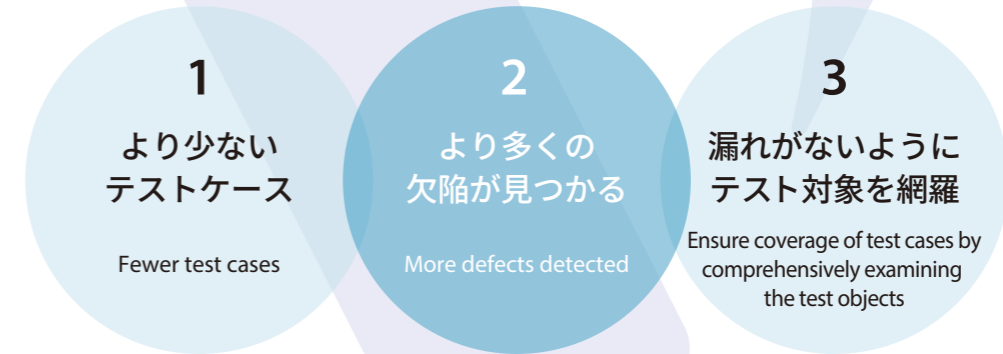 1
より少ない
テストケース
Fewer test cases
2
より多くの
欠陥が見つかる
More defects detected
3
漏れがないように
テスト対象を網羅
Ensure coverage of test cases by
comprehensively examining
the test objects